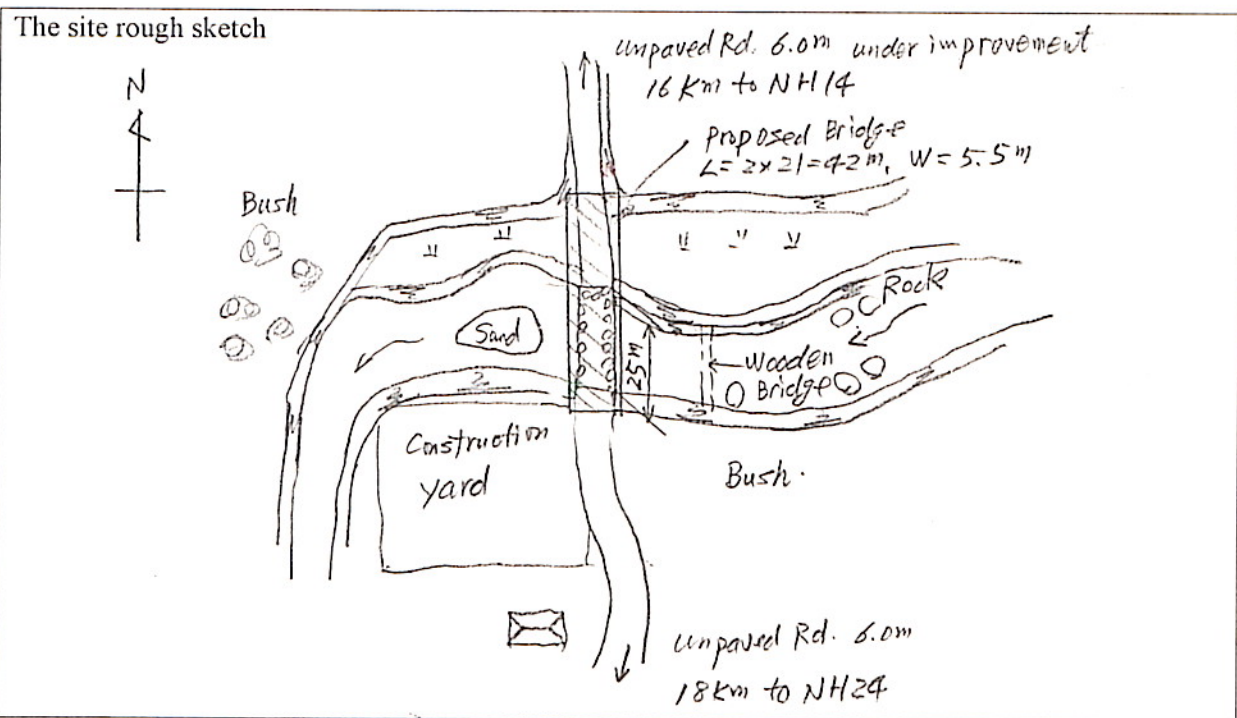 The site rough sketch
unpaved Rd. 6.0m under improvement
16 Km to NH14
N
Proposed Bridge
L=2x21=42m, W=5.5m
Bush
Rock
Sand
25m
Wooden
Bridge
Construction
yard
Bush.
unpaved Rd. 6.0m
18Km to NH24